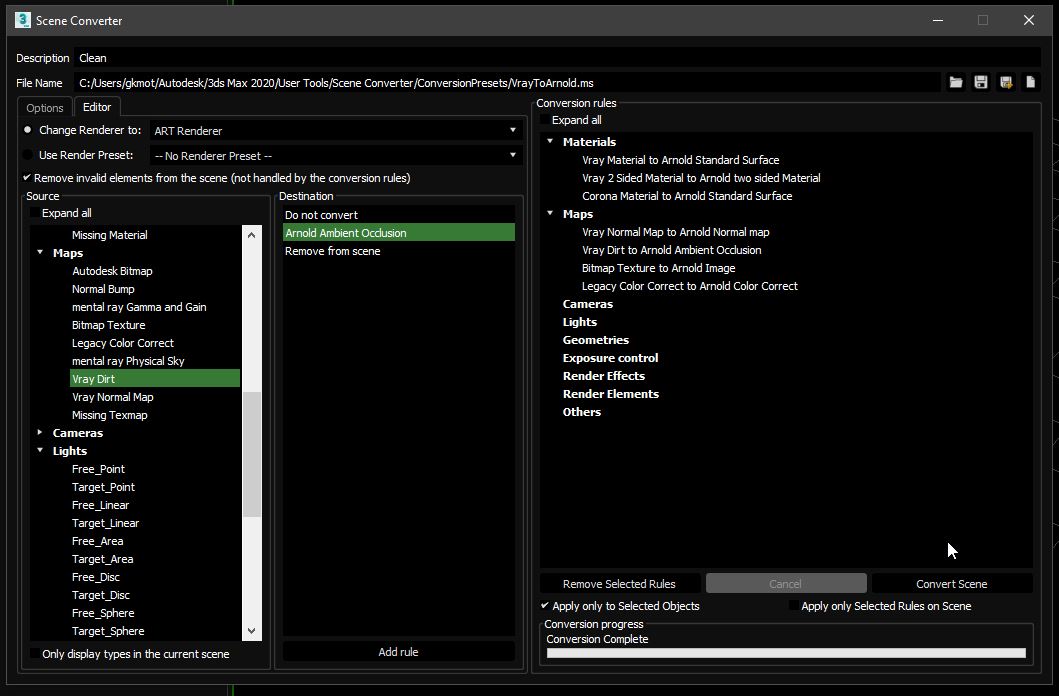 Scene Converter
Description Clean
File Name C:/Users/gkmot/Autodesk/3ds Max 2020/User Tools/Scene Converter/ConversionPresets/VrayToArnold.ms
Options Editor
Change Renderer to: ART Renderer
Use Render Preset: -- No Renderer Preset --
Remove invalid elements from the scene (not handled by the conversion rules)
Source
Expand all
Missing Material
Maps
Autodesk Bitmap
Normal Bump
mental ray Gamma and Gain
Bitmap Texture
Legacy Color Correct
mental ray Physical Sky
Vray Dirt
Vray Normal Map
Missing Texmap
Cameras
Lights
Free_Point
Target_Point
Free_Linear
Target_Linear
Free_Area
Target_Area
Free_Disc
Target_Disc
Free_Sphere
Target_Sphere
Only display types in the current scene
Destination
Do not convert
Arnold Ambient Occlusion
Remove from scene
Add rule
Conversion rules
Expand all
Materials
Vray Material to Arnold Standard Surface
Vray 2 Sided Material to Arnold two sided Material
Corona Material to Arnold Standard Surface
Maps
Vray Normal Map to Arnold Normal map
Vray Dirt to Arnold Ambient Occlusion
Bitmap Texture to Arnold Image
Legacy Color Correct to Arnold Color Correct
Cameras
Lights
Geometries
Exposure control
Render Effects
Render Elements
Others
Remove Selected Rules Cancel Convert Scene
Apply only to Selected Objects Apply only Selected Rules on Scene
Conversion progress
Conversion Complete